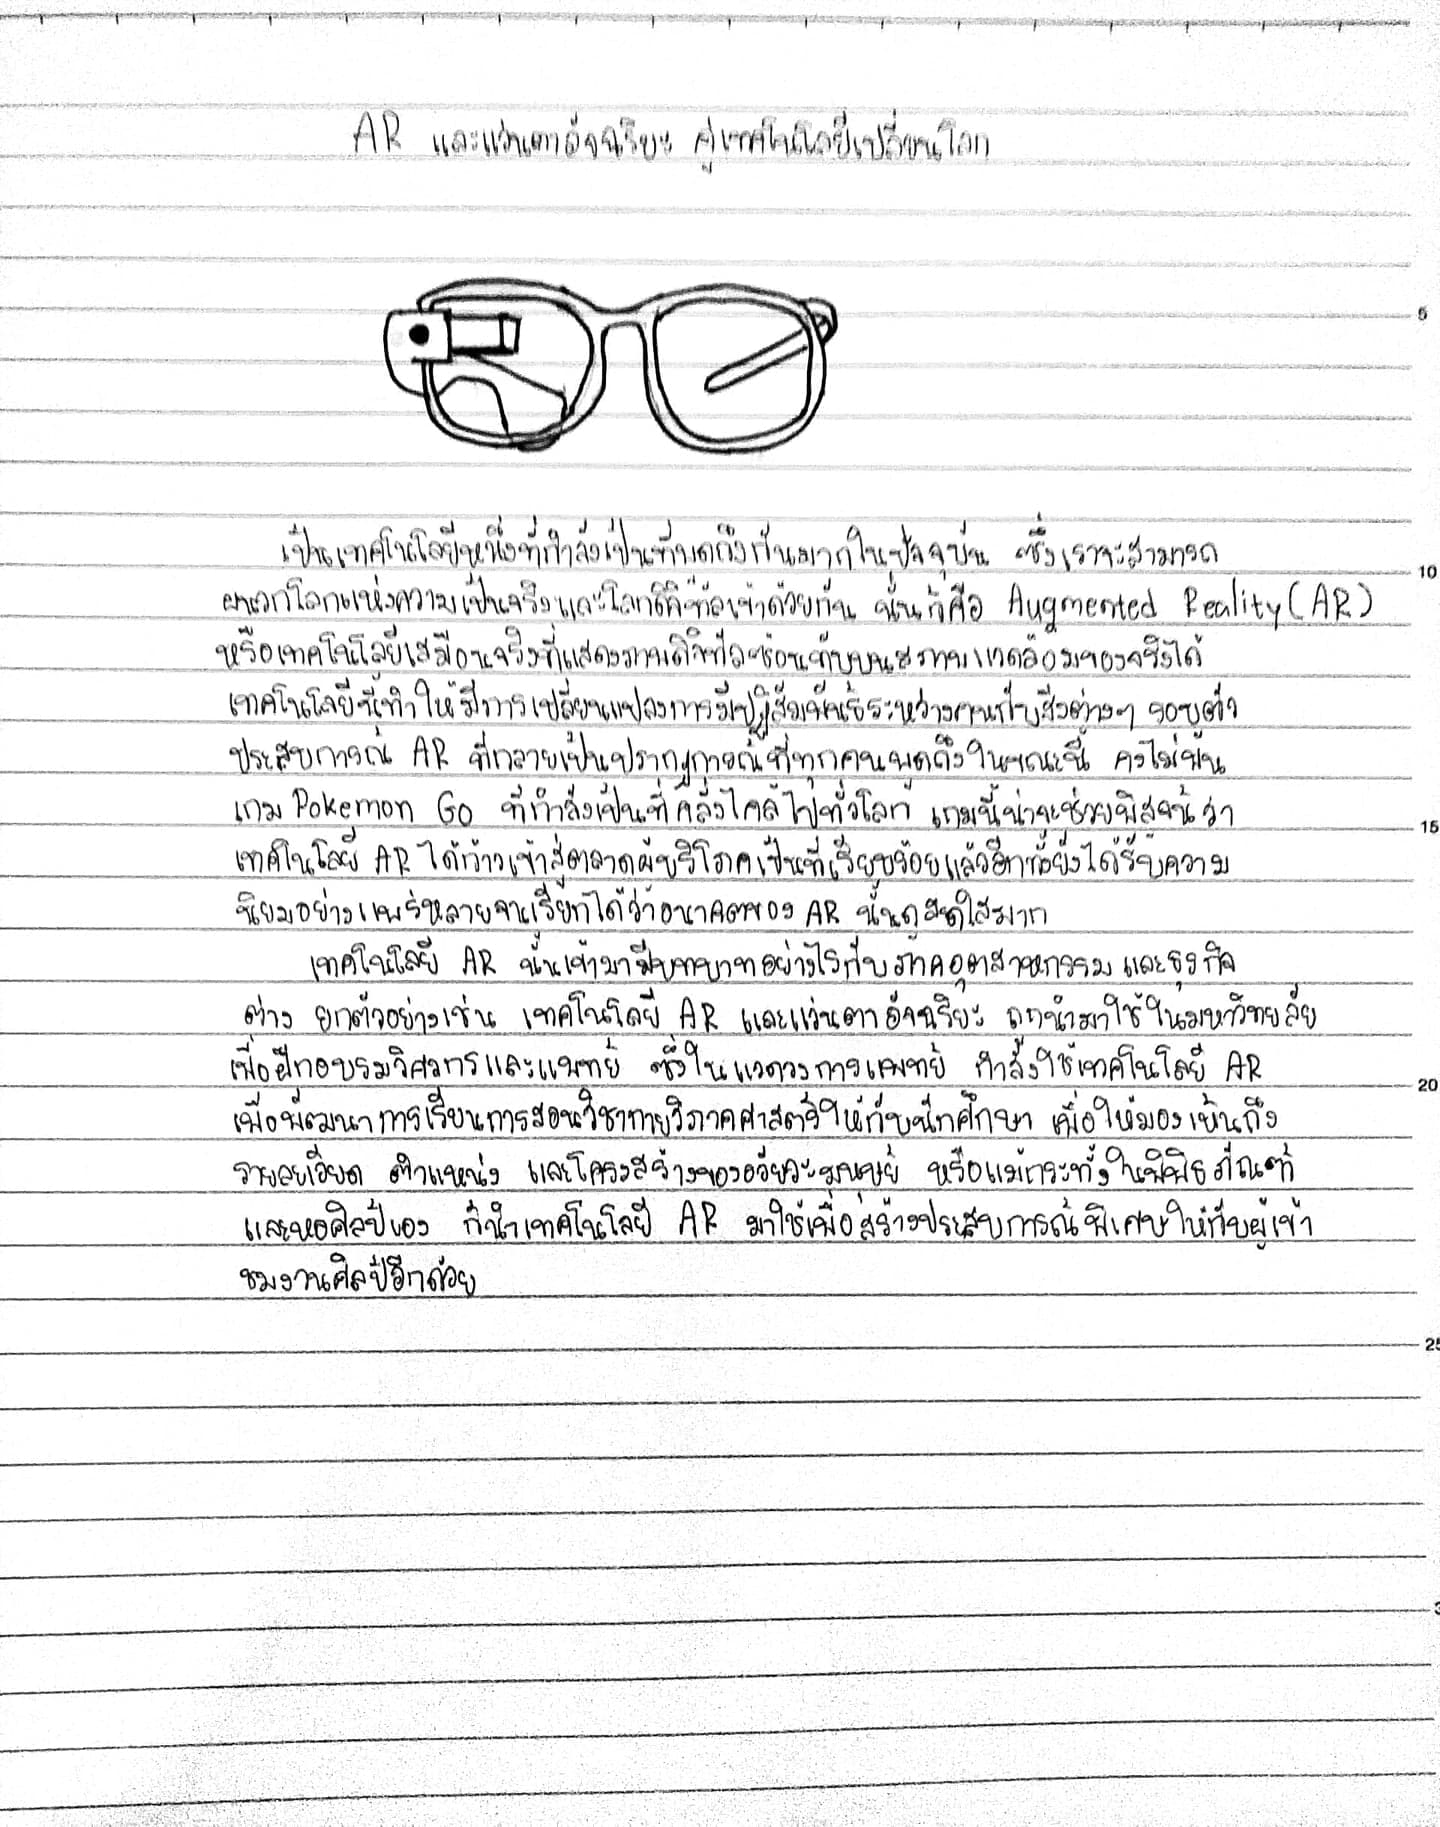 AR และแว่นตาอัจฉริยะ คู่เทคโนโลยีเปลี่ยนโลก
5
เป็นเทคโนโลยีหนึ่งที่กำลังเป็นที่พูดถึงกันมากในปัจจุบัน ซึ่งเราจะสามารถ
10
ผนวกโลกแห่งความเป็นจริงและโลกดิจิทัลเข้าด้วยกัน นั่นก็คือ Augmented Reality (AR)
หรือเทคโนโลยีเสมือนจริงที่แสดงภาพดิจิทัลซ้อนทับบนสภาพแวดล้อมของจริงได้
เทคโนโลยีนี้ทำให้มีการเปลี่ยนแปลงการมีปฏิสัมพันธ์ระหว่างคนกับสิ่งต่างๆ รอบตัว
ประสบการณ์ AR ที่กลายเป็นปรากฏการณ์ที่ทุกคนพูดถึงในขณะนี้ คงไม่พ้น
เกม Pokemon Go ที่กำลังเป็นที่คลั่งไคล้ไปทั่วโลก เกมนี้น่าจะช่วยพิสูจน์ว่า
15
เทคโนโลยี AR ได้ก้าวเข้าสู่ตลาดผู้บริโภคเป็นที่เรียบร้อยแล้วอีกทั้งยังได้รับความ
นิยมอย่างแพร่หลายจนเรียกได้ว่าอนาคตของ AR นั้นดูสดใสมาก
เทคโนโลยี AR นั้นเข้ามามีบทบาทอย่างไรกับภาคอุตสาหกรรมและธุรกิจ
ต่าง ยกตัวอย่างเช่น เทคโนโลยี AR และแว่นตาอัจฉริยะ ถูกนำมาใช้ในมหาวิทยลัย
เพื่อฝึกอบรมวิศวกรและแพทย์ ซึ่งในแวดวงการแพทย์ กำลังใช้เทคโนโลยี AR
20
เพื่อพัฒนาการเรียนการสอนวิชากายวิภาคศาสตร์ให้กับนักศึกษา เพื่อให้มองเห็นถึง
รายละเอียด ตำแหน่ง และโครงสร้างของอวัยวะมนุษย์ หรือแม้กระทั่งในพิพิธภัณฑ์
และหอศิลป์เอง ก็นำเทคโนโลยี AR มาใช้เพื่อสร้างประสบการณ์พิเศษให้กับผู้เข้า
ชมงานศิลป์อีกด้วย
25